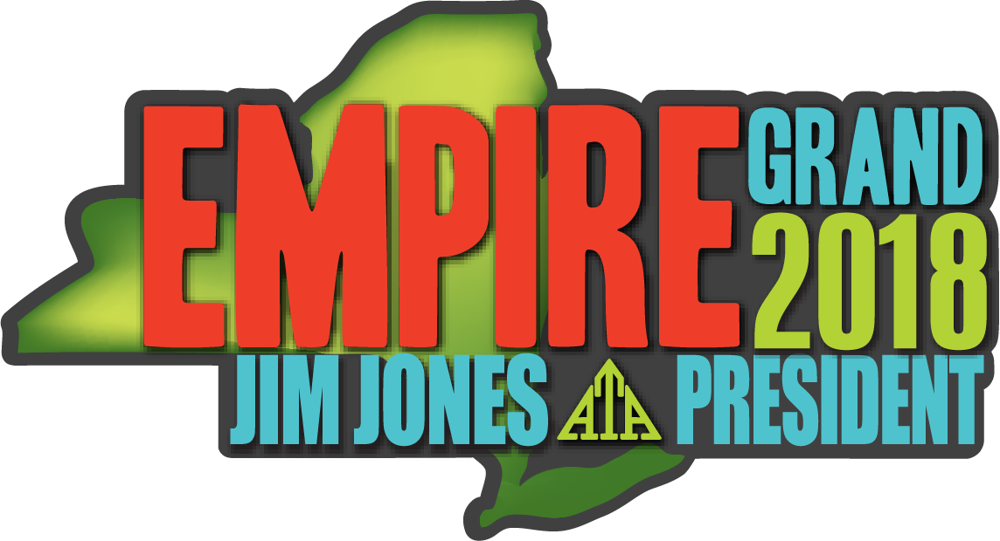 EMPIRE GRAND
2018
JIM JONES ATA PRESIDENT